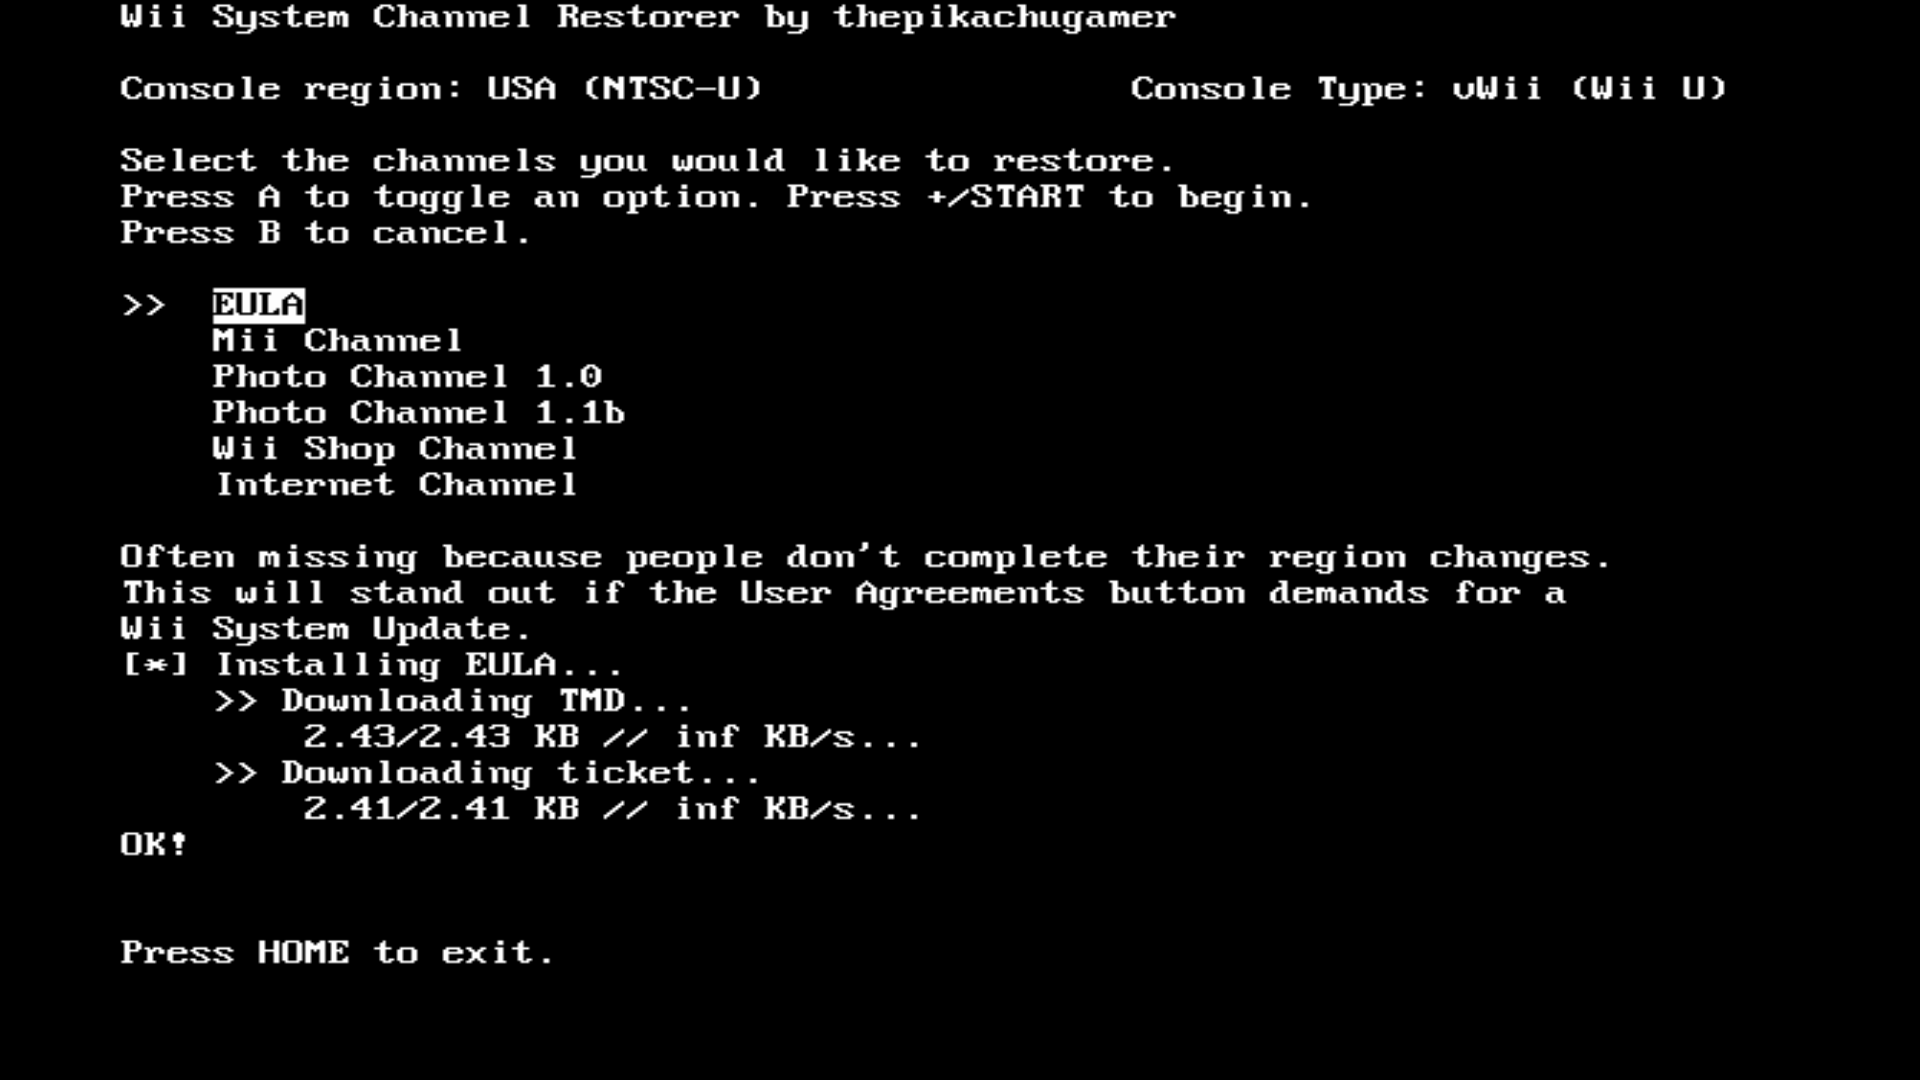 Wii System Channel Restorer by thepikachugamer
Console region: USA (NTSC-U) Console Type: vWii (Wii U)
Select the channels you would like to restore.
Press A to toggle an option. Press +/START to begin.
Press B to cancel.
>> EULA
Mii Channel
Photo Channel 1.0
Photo Channel 1.1b
Wii Shop Channel
Internet Channel
Often missing because people don't complete their region changes.
This will stand out if the User Agreements button demands for a
Wii System Update.
[*] Installing EULA...
>> Downloading TMD...
2.43/2.43 KB // inf KB/s...
>> Downloading ticket...
2.41/2.41 KB // inf KB/s...
OK!
Press HOME to exit.